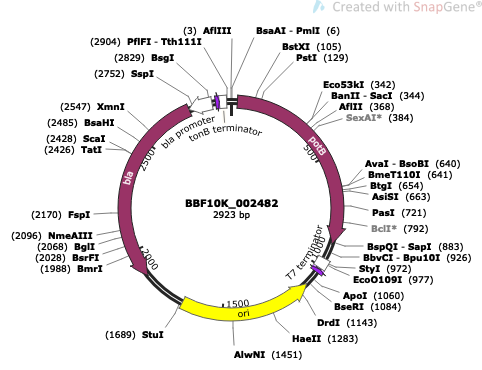 Created with SnapGene®
(3) AflIII
BsaAI - PmlI (6)
(2904) PflFI - Tth111I
BstXI (105)
(2829) BsgI
PstI (129)
(2752) SspI
Eco53kI (342)
BanII - SacI (344)
AflII (368)
SexAI* (384)
(2547) XmnI
(2485) BsaHI
(2428) ScaI
(2426) TatI
bla promoter
tonB terminator
potB
500
2500
bla
AvaI - BsoBI (640)
BmeT110I (641)
BtgI (654)
AsiSI (663)
PasI (721)
BclI* (792)
BBF10K_002482
2923 bp
(2170) FspI
(2096) NmeAIII
(2068) BglI
(2028) BsrFI
(1988) BmrI
2000
T7 terminator
1000
BspQI - SapI (883)
BbvCI - Bpu10I (926)
StyI (972)
EcoO109I (977)
ApoI (1060)
BseRI (1084)
DrdI (1143)
HaeII (1283)
1500
ori
(1689) StuI
AlwNI (1451)